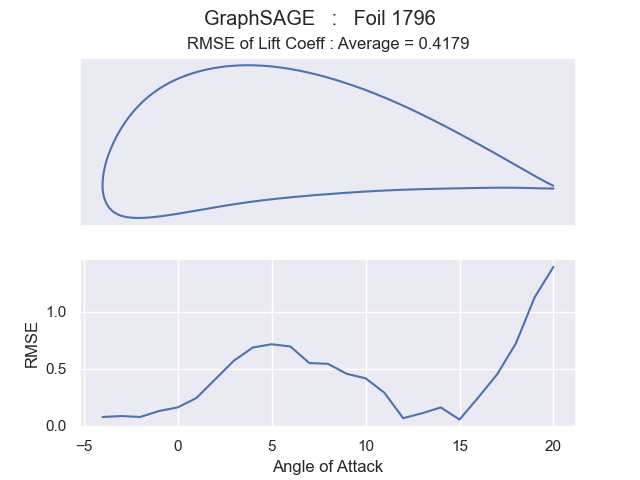 GraphSAGE   :   Foil 1796
RMSE of Lift Coeff : Average = 0.4179
1.0
0.5
0.0
RMSE
−5
0
5
10
15
20
Angle of Attack